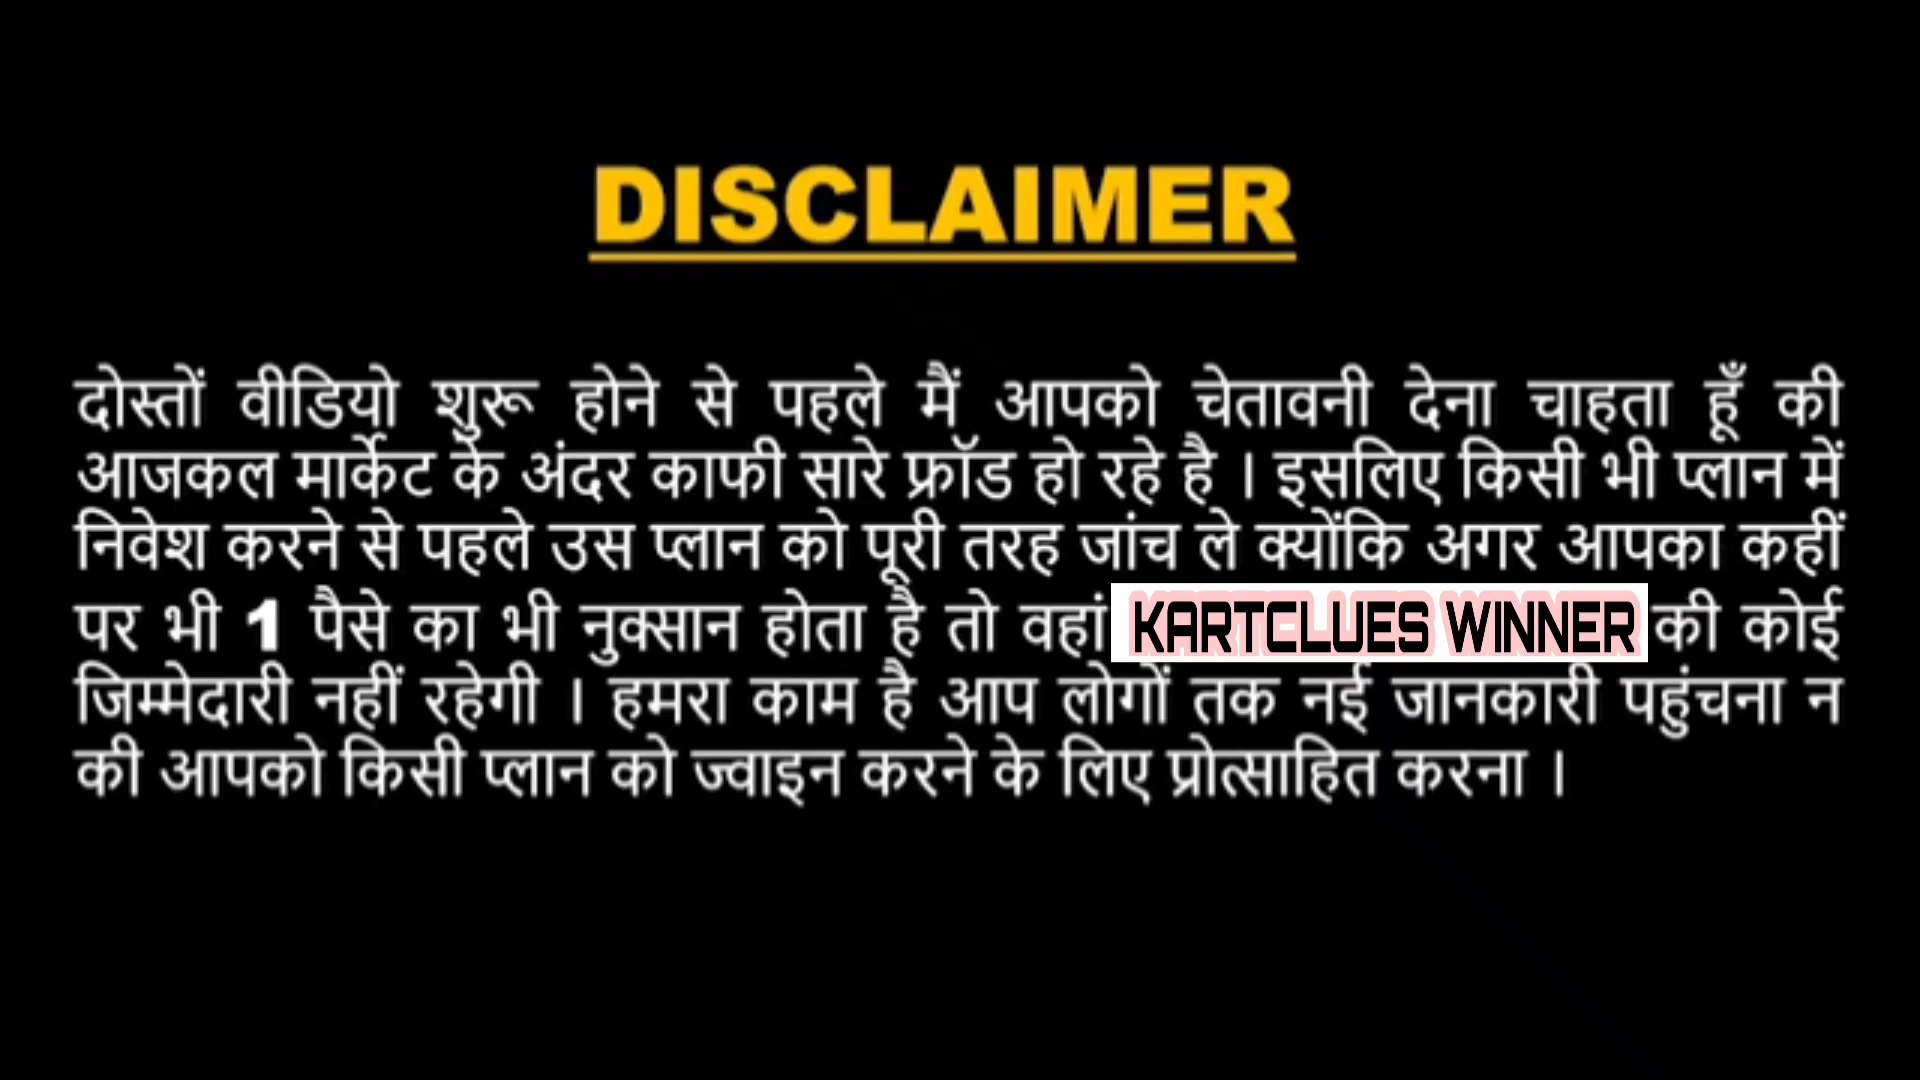 DISCLAIMER
दोस्तों वीडियो शुरू होने से पहले मैं आपको चेतावनी देना चाहता हूँ की
आजकल मार्केट के अंदर काफी सारे फ्रॉड हो रहे है । इसलिए किसी भी प्लान में
निवेश करने से पहले उस प्लान को पूरी तरह जांच ले क्योंकि अगर आपका कहीं
पर भी 1 पैसे का भी नुक्सान होता है तो वहां KARTCLUES WINNER की कोई
जिम्मेदारी नहीं रहेगी । हमरा काम है आप लोगों तक नई जानकारी पहुंचना न
की आपको किसी प्लान को ज्वाइन करने के लिए प्रोत्साहित करना ।